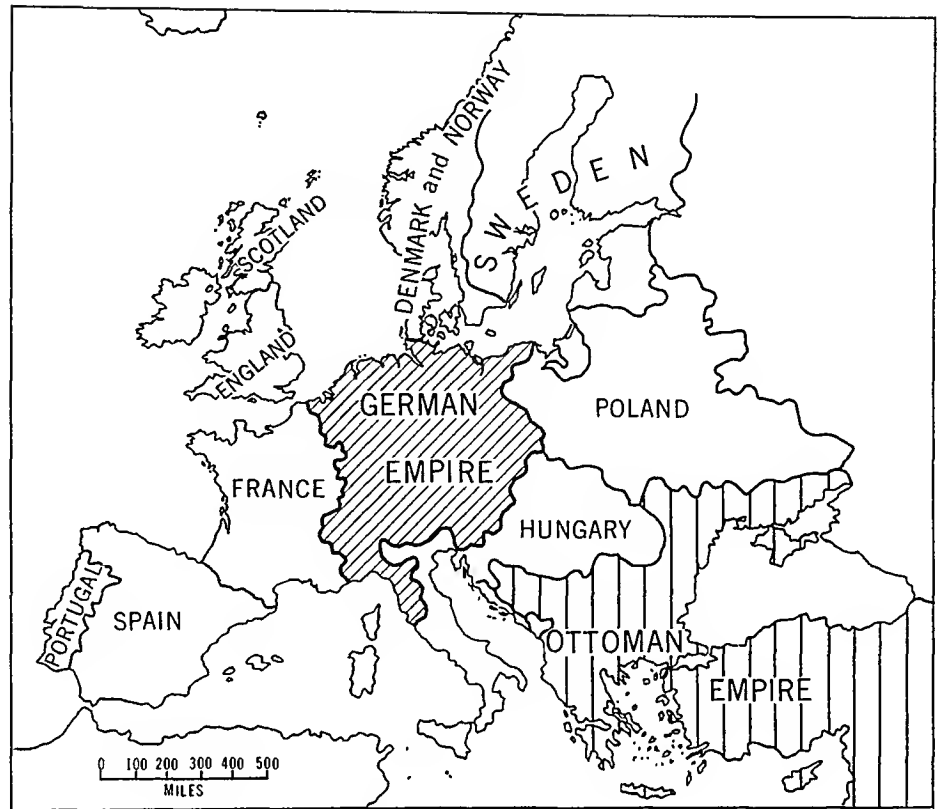 DENMARK and NORWAY
SWEDEN
SCOTLAND
ENGLAND
GERMAN
EMPIRE
POLAND
FRANCE
HUNGARY
PORTUGAL
SPAIN
OTTOMAN
EMPIRE
0 100 200 300 500
MILES